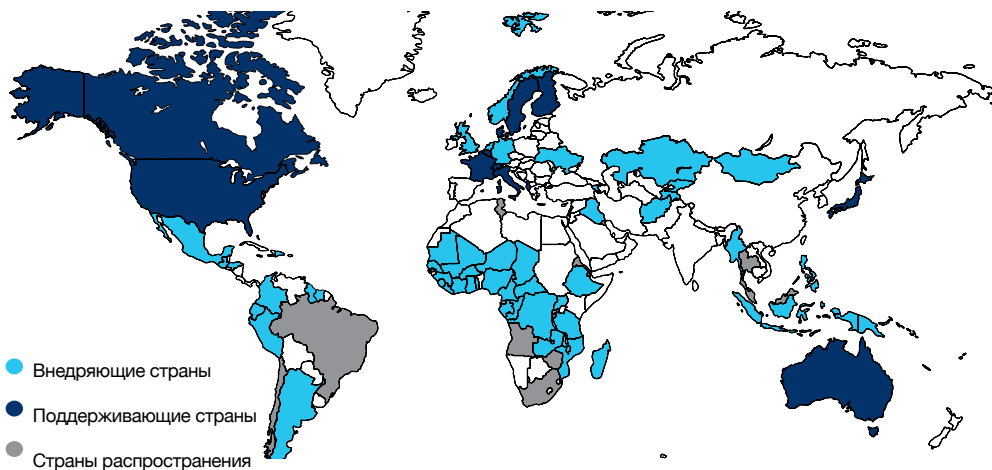 Внедряющие страны
Поддерживающие страны
Страны распространения